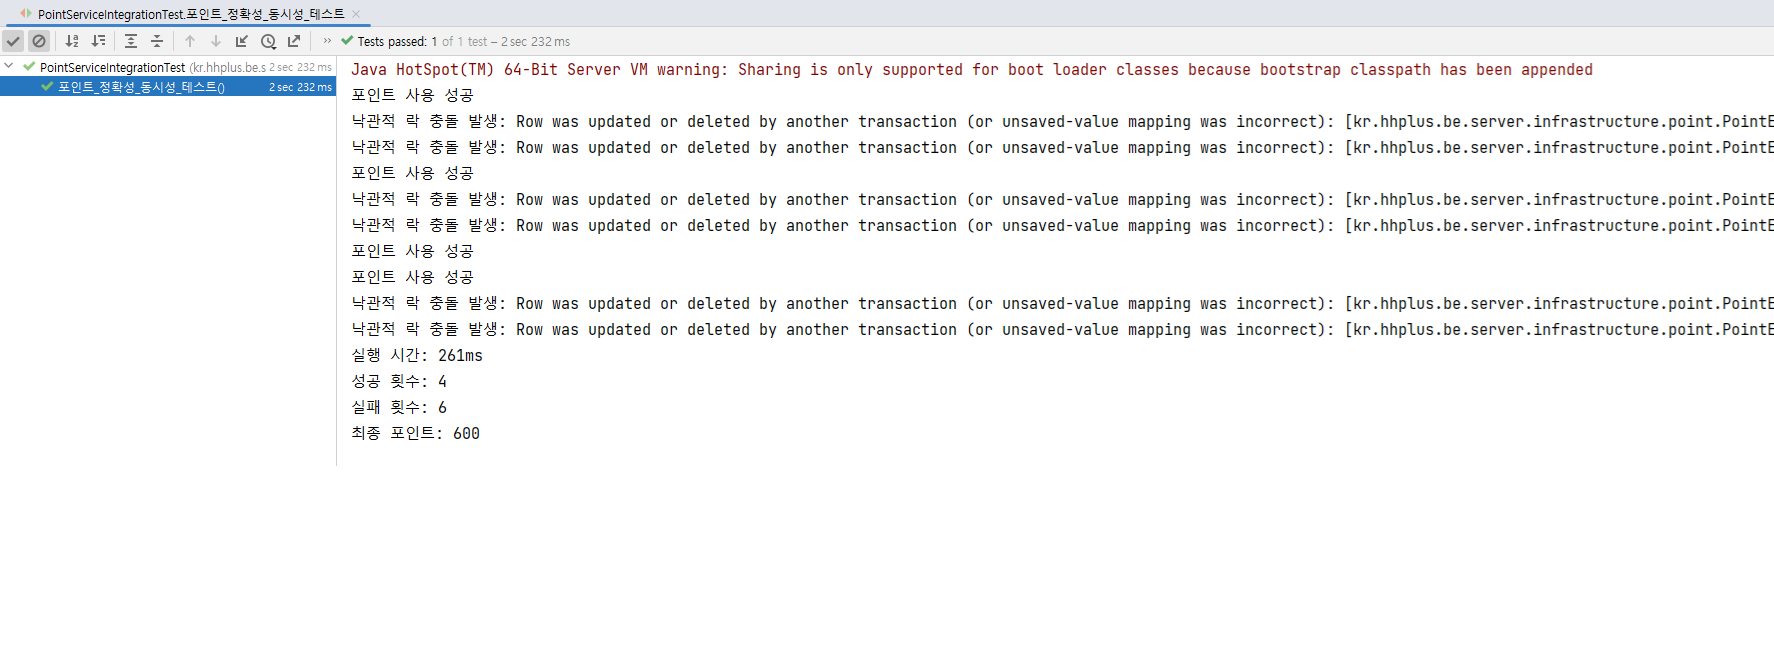 PointServiceIntegrationTest.포인트_정확성_동시성_테스트
Tests passed: 1 of 1 test – 2 sec 232 ms
PointServiceIntegrationTest (kr.hhplus.be.s 2 sec 232 ms
포인트_정확성_동시성_테스트() 2 sec 232 ms
Java HotSpot(TM) 64-Bit Server VM warning: Sharing is only supported for boot loader classes because bootstrap classpath has been appended
포인트 사용 성공
낙관적 락 충돌 발생: Row was updated or deleted by another transaction (or unsaved-value mapping was incorrect): [kr.hhplus.be.server.infrastructure.point.PointE
낙관적 락 충돌 발생: Row was updated or deleted by another transaction (or unsaved-value mapping was incorrect): [kr.hhplus.be.server.infrastructure.point.PointE
포인트 사용 성공
낙관적 락 충돌 발생: Row was updated or deleted by another transaction (or unsaved-value mapping was incorrect): [kr.hhplus.be.server.infrastructure.point.PointE
낙관적 락 충돌 발생: Row was updated or deleted by another transaction (or unsaved-value mapping was incorrect): [kr.hhplus.be.server.infrastructure.point.PointE
포인트 사용 성공
포인트 사용 성공
낙관적 락 충돌 발생: Row was updated or deleted by another transaction (or unsaved-value mapping was incorrect): [kr.hhplus.be.server.infrastructure.point.PointE
낙관적 락 충돌 발생: Row was updated or deleted by another transaction (or unsaved-value mapping was incorrect): [kr.hhplus.be.server.infrastructure.point.PointE
실행 시간: 261ms
성공 횟수: 4
실패 횟수: 6
최종 포인트: 600